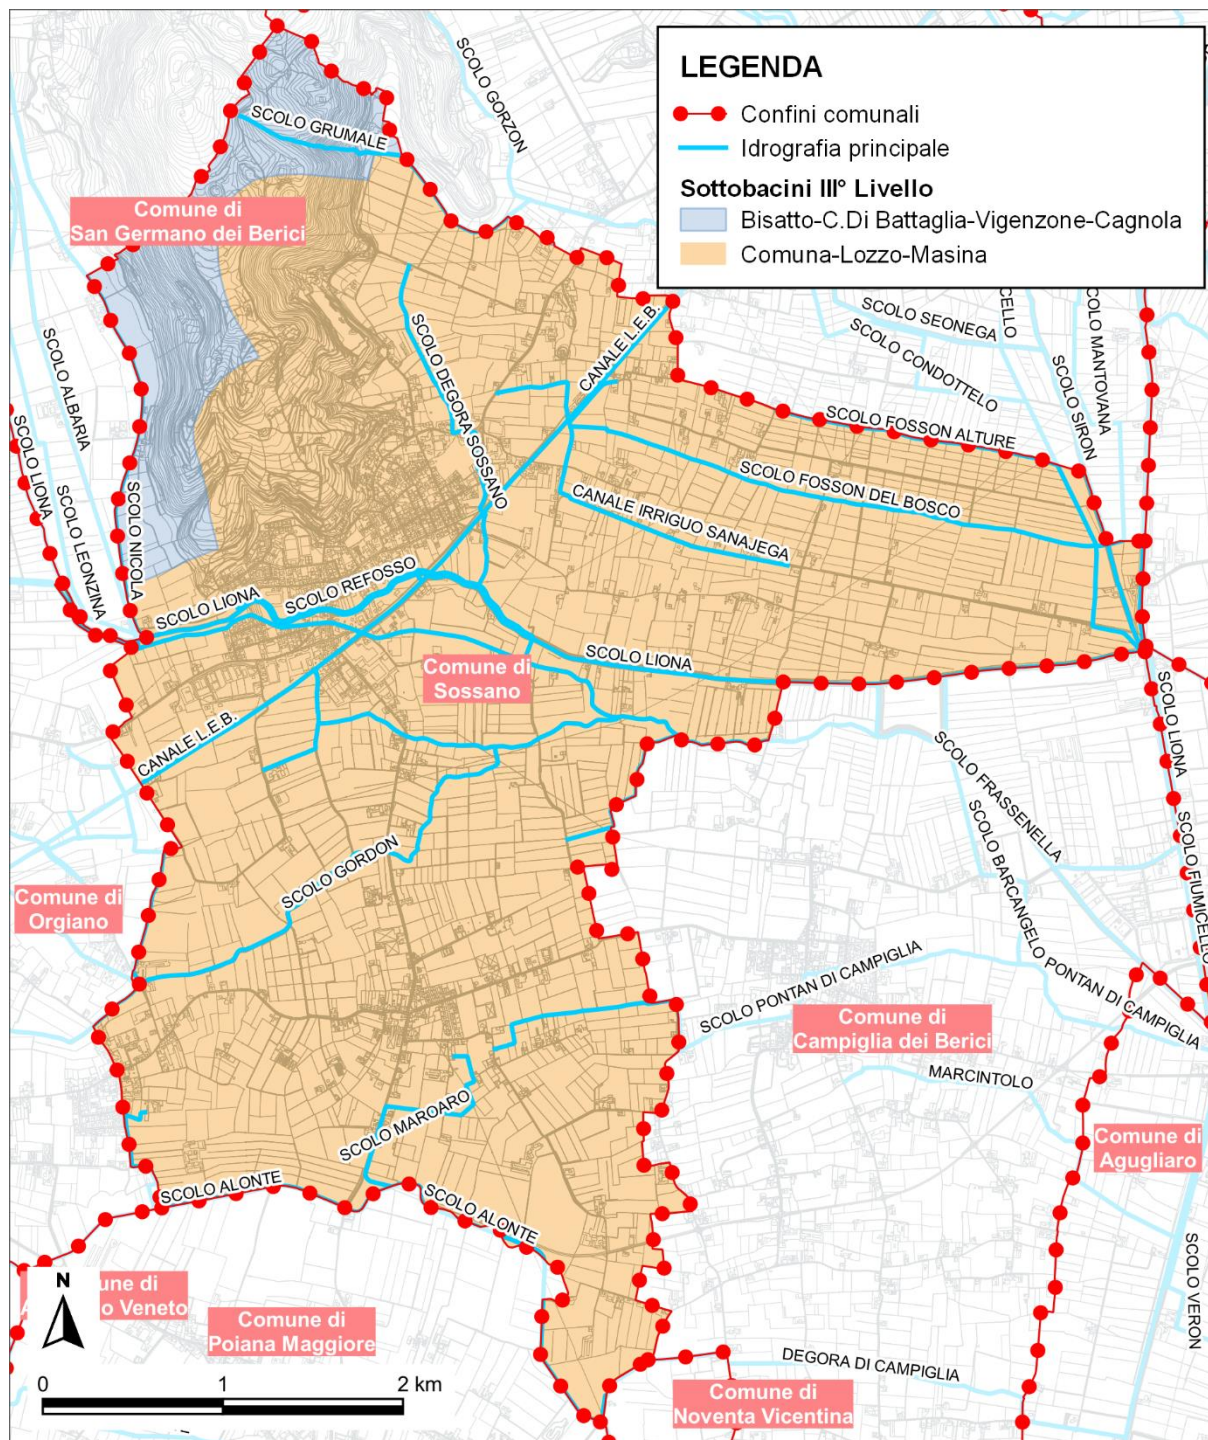 LEGENDA
Confini comunali
Idrografia principale
Sottobacini III° Livello
Bisatto-C.Di Battaglia-Vigenzone-Cagnola
Comuna-Lozzo-Masina
SCOLO GORZON
SCOLO GRUMALE
Comune di
San Germano dei Berici
SCOLO ALBARIA
SCOLO LIONA
SCOLO LEONZINA
SCOLO NICOLA
SCOLO DEGORA SOSSANO
CANALE L.E.B.
SCOLO SEONEGA
SCOLO CONDOTTELO
SCOLO SIRON
SCOLO FOSSON ALTURE
SCOLO FOSSON DEL BOSCO
CANALE IRRIGUO SANAJEGA
SCOLO LIONA
SCOLO REFOSSO
SCOLO LIONA
Comune di
Sossano
CANALE L.E.B.
SCOLO LIONA
SCOLO FRASSENELLA
SCOLO BARCANGELO
SCOLO FIUMICELLO
SCOLO GORDON
Comune di
Orgiano
PONTAN DI CAMPIGLIA
SCOLO PONTAN DI CAMPIGLIA
Comune di
Campiglia dei Berici
MARCINTOLO
Comune di
Agugliaro
SCOLO MAROARO
SCOLO ALONTE
SCOLO ALONTE
SCOLO VERON
N
Comune di
Poiana Maggiore
DEGORA DI CAMPIGLIA
Comune di
Noventa Vicentina
0 1 2 km